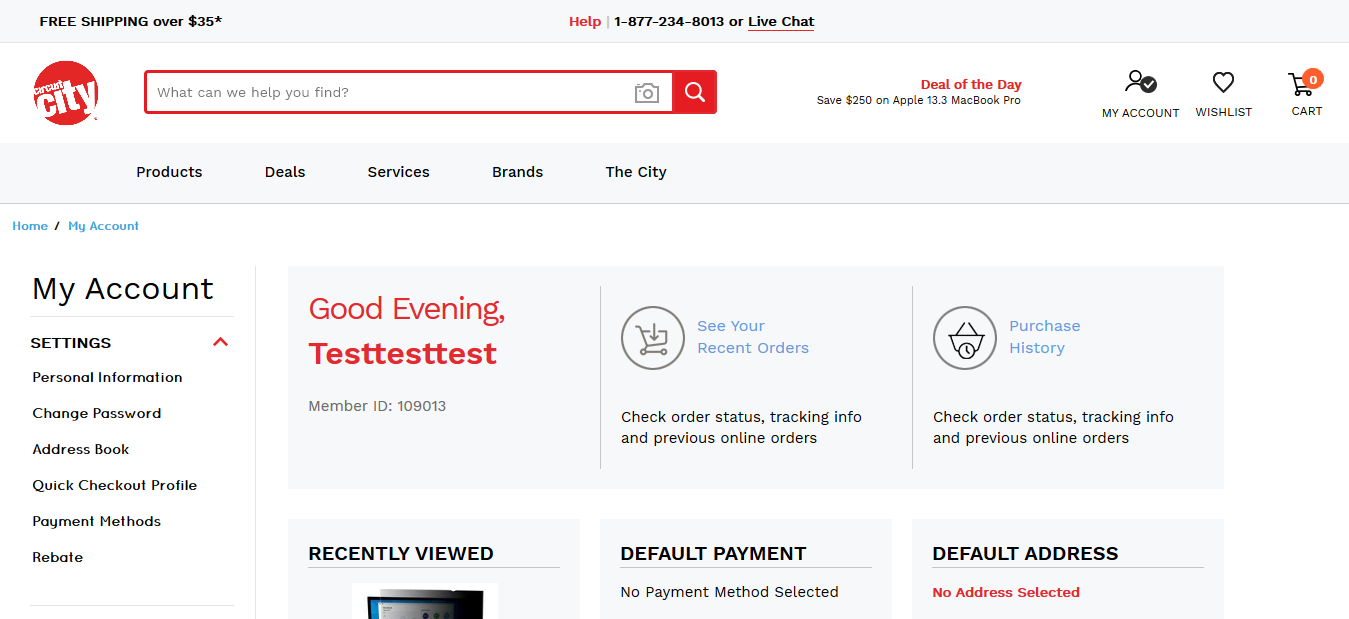 FREE SHIPPING over $35*
Help | 1-877-234-8013 or Live Chat
circuit
city
What can we help you find?
Deal of the Day
Save $250 on Apple 13.3 MacBook Pro
MY ACCOUNT
WISHLIST
0
CART
Products
Deals
Services
Brands
The City
Home / My Account
My Account
SETTINGS
Personal Information
Change Password
Address Book
Quick Checkout Profile
Payment Methods
Rebate
Good Evening,
Testtesttest
Member ID: 109013
See Your
Recent Orders
Check order status, tracking info
and previous online orders
Purchase
History
Check order status, tracking info
and previous online orders
RECENTLY VIEWED
DEFAULT PAYMENT
No Payment Method Selected
DEFAULT ADDRESS
No Address Selected